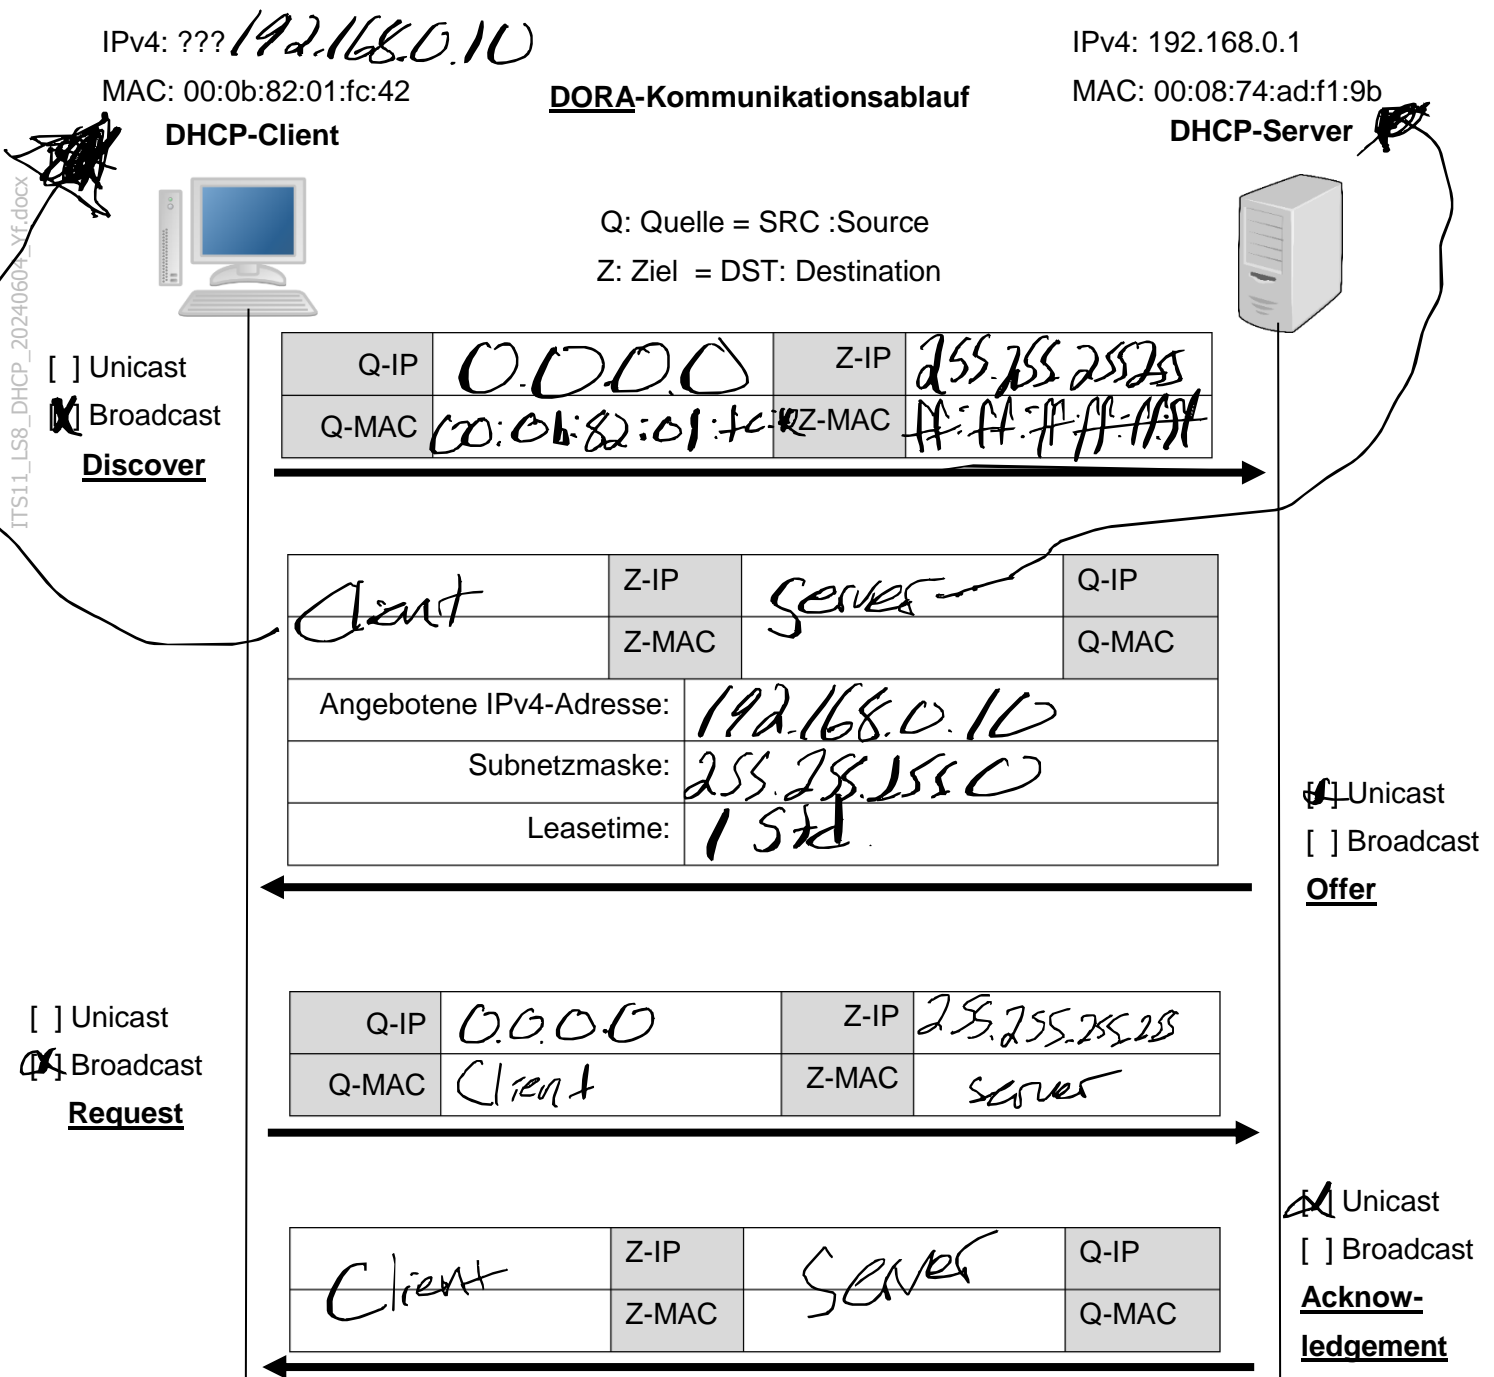 IPv4: ??? 192.168.0.10
IPv4: 192.168.0.1
MAC: 00:0b:82:01:fc:42
DORA-Kommunikationsablauf
MAC: 00:08:74:ad:f1:9b
DHCP-Client
DHCP-Server
ITS11_LS8_DHCP_20240604_Yf.docx
Q: Quelle = SRC :Source
Z: Ziel = DST: Destination
[ ] Unicast
[X] Broadcast
Discover
Q-IP 0.0.0.0 Z-IP 255.255.255255
Q-MAC 00:0b:82:01:fc: Z-MAC ff:ff:ff:ff:ff:ff
Client Z-IP Server Q-IP
Z-MAC Q-MAC
Angebotene IPv4-Adresse: 192.168.0.10
Subnetzmaske: 255.255.255 0
Leasetime: 1 Std.
[x] Unicast
[ ] Broadcast
Offer
[ ] Unicast
[X] Broadcast
Request
Q-IP 0.0.0.0 Z-IP 255.255.255.255
Q-MAC Client Z-MAC server
Client Z-IP Server Q-IP
Z-MAC Q-MAC
[x] Unicast
[ ] Broadcast
Acknow-
ledgement